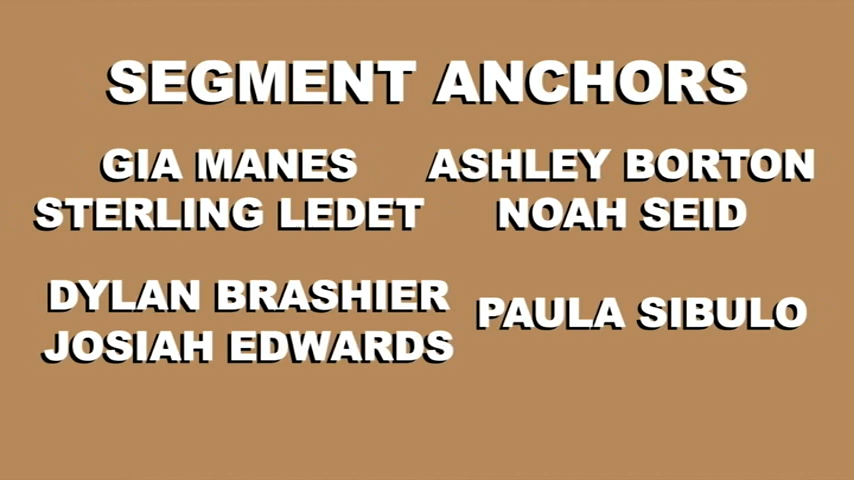 SEGMENT ANCHORS
GIA MANES
STERLING LEDET
ASHLEY BORTON
NOAH SEID
DYLAN BRASHIER
JOSIAH EDWARDS
PAULA SIBULO